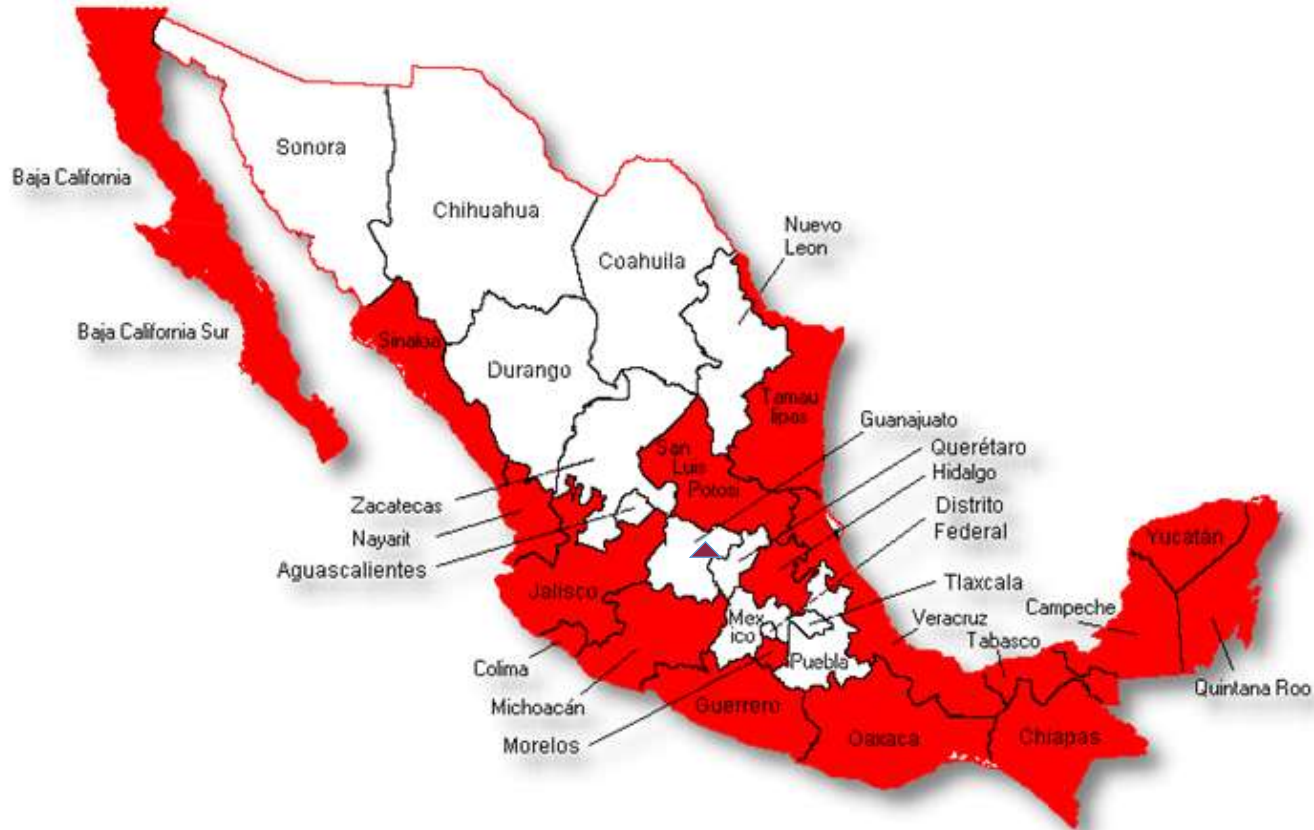 Sonora
Baja California
Chihuahua
Nuevo
Leon
Coahuila
Baja California Sur
Sinaloa
Durango
Tamau
lipas
Guanajuato
Querétaro
San
Luis
Potosi
Hidalgo
Zacatecas
Distrito
Federal
Nayarit
Yucatán
Aguascalientes
Tlaxcala
Jalisco
Campeche
Mex
ico
Veracruz
Tabasco
Puebla
Colima
Quintana Roo
Michoacán
Guerrero
Oaxaca
Chiapas
Morelos